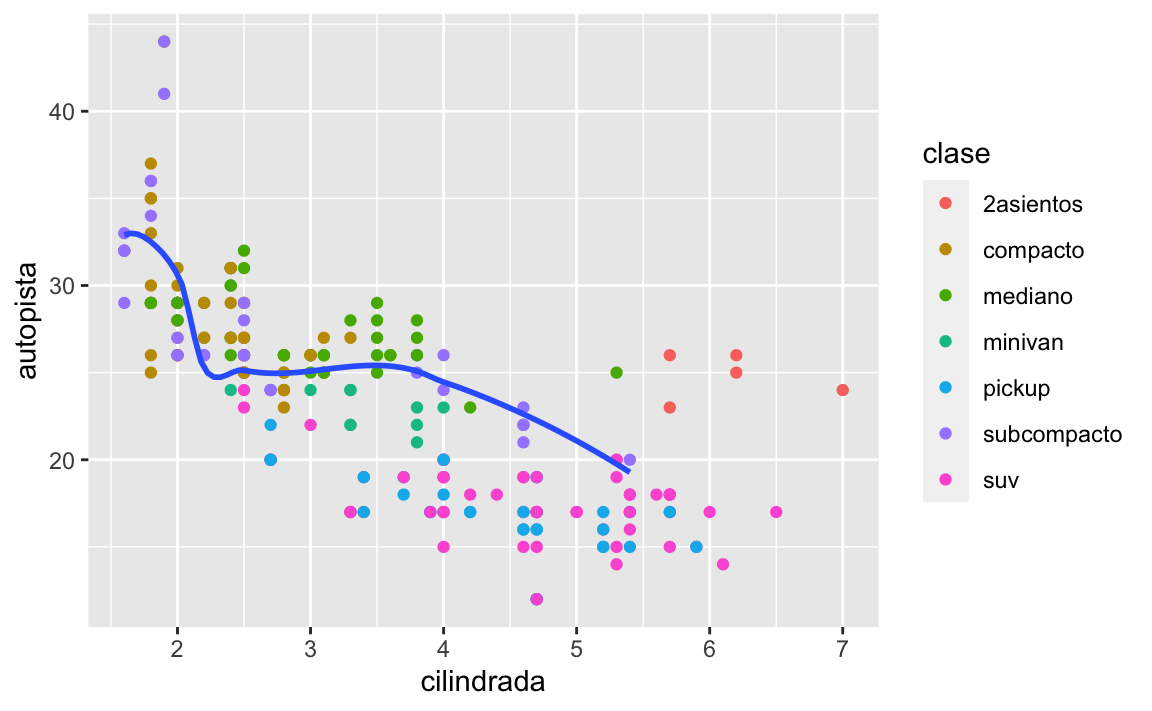 40
30
20
autopista
2 3 4 5 6 7
cilindrada
clase
2asientos
compacto
mediano
minivan
pickup
subcompacto
suv